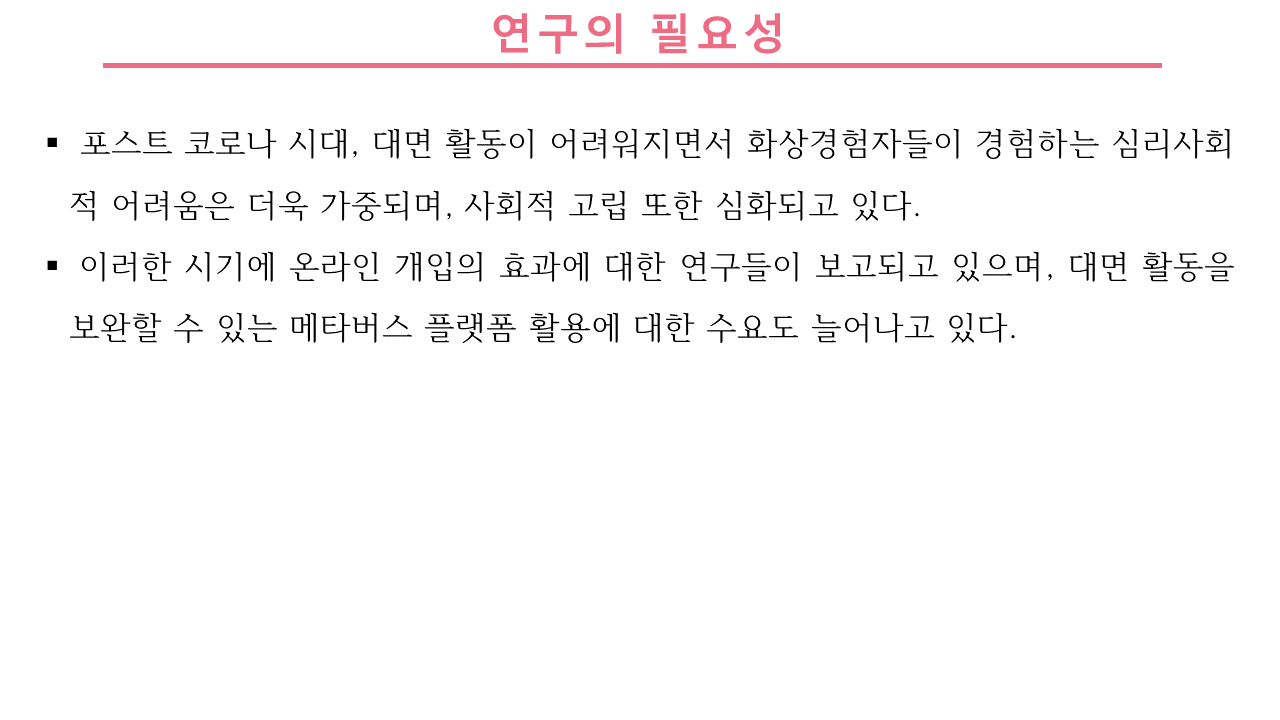 연구의 필요성
▪ 포스트 코로나 시대, 대면 활동이 어려워지면서 화상경험자들이 경험하는 심리사회
적 어려움은 더욱 가중되며, 사회적 고립 또한 심화되고 있다.
▪ 이러한 시기에 온라인 개입의 효과에 대한 연구들이 보고되고 있으며, 대면 활동을
보완할 수 있는 메타버스 플랫폼 활용에 대한 수요도 늘어나고 있다.